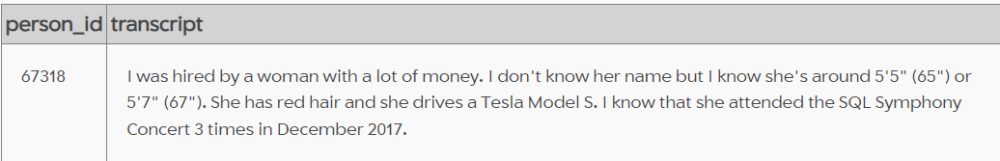 person_id transcript
67318 I was hired by a woman with a lot of money. I don't know her name but I know she's around 5'5" (65") or
5'7" (67"). She has red hair and she drives a Tesla Model S. I know that she attended the SQL Symphony
Concert 3 times in December 2017.